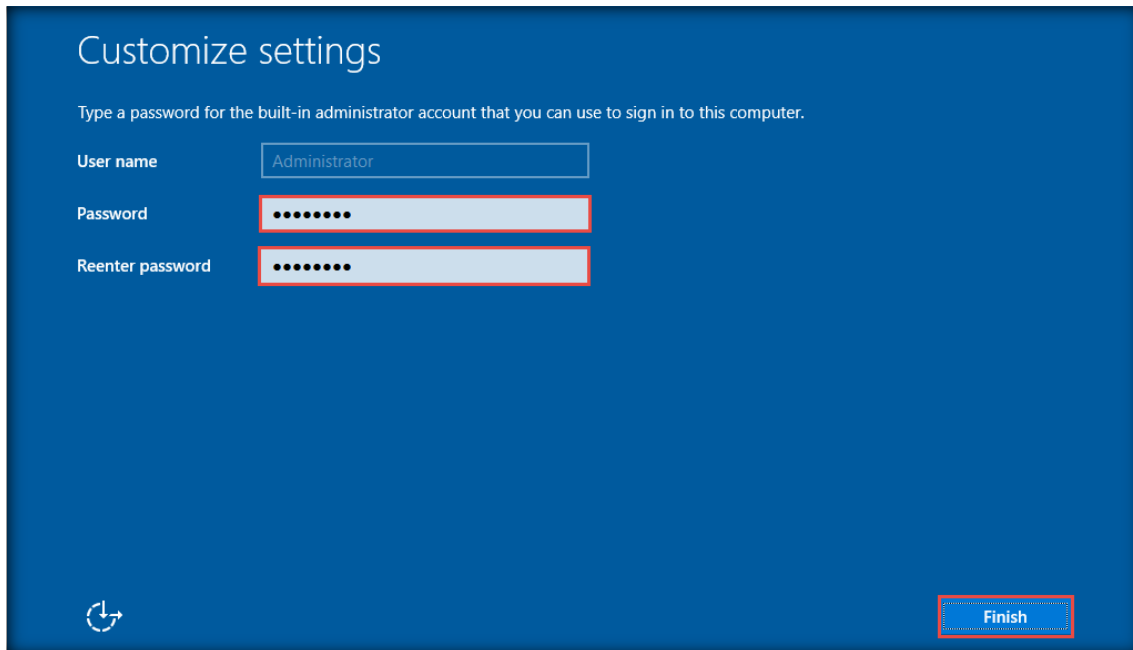 Customize settings
Type a password for the built-in administrator account that you can use to sign in to this computer.
User name
Administrator
Password
••••••••
Reenter password
••••••••
Finish